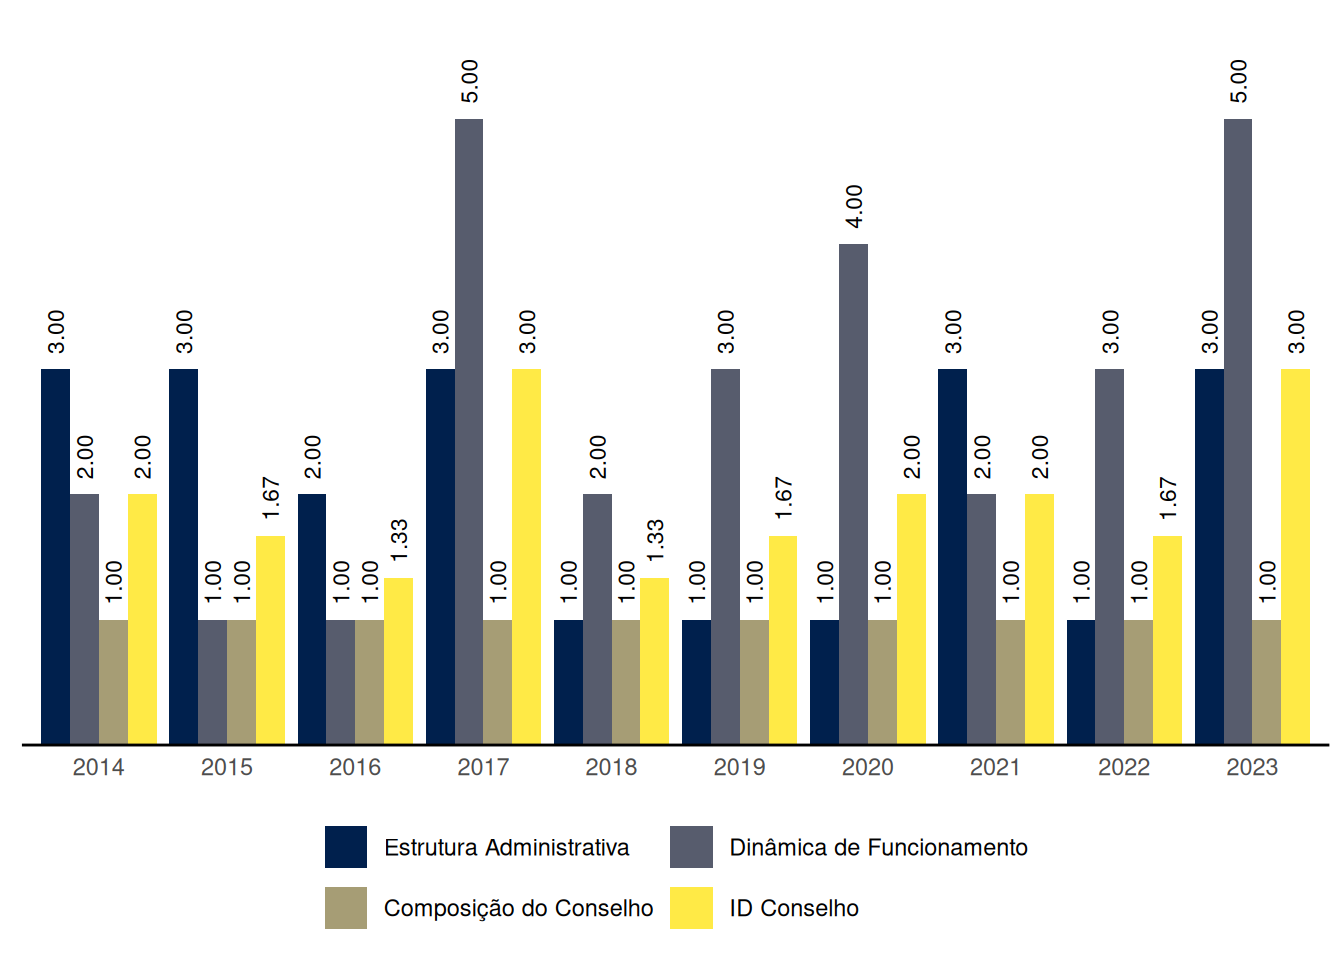 3.00 2.00 1.00 2.00 3.00 1.00 1.00 1.67 2.00 1.00 1.00 1.33 3.00 5.00 1.00 3.00 1.00 2.00 1.00 1.33 1.00 3.00 1.00 1.67 1.00 4.00 1.00 2.00 3.00 2.00 1.00 2.00 1.00 3.00 1.00 1.67 3.00 5.00 1.00 3.00
2014 2015 2016 2017 2018 2019 2020 2021 2022 2023
Estrutura Administrativa Dinâmica de Funcionamento
Composição do Conselho ID Conselho